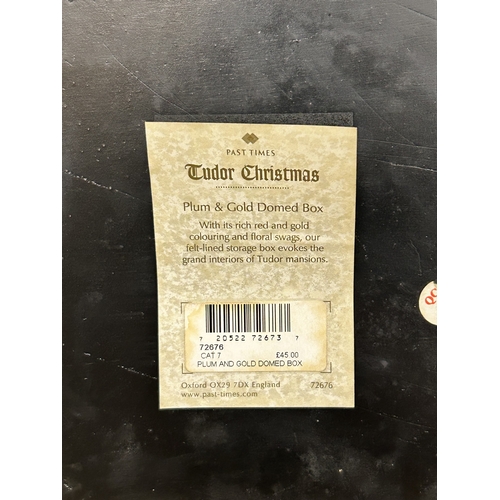 PAST TIMES
Tudor Christmas
Plum & Gold Domed Box
With its rich red and gold
colouring and floral swags, our
felt-lined storage box evokes the
grand interiors of Tudor mansions.
7 20522 72673 7
72676
CAT 7 £45.00
PLUM AND GOLD DOMED BOX
Oxford OX29 7DX England 72676
www.past-times.com